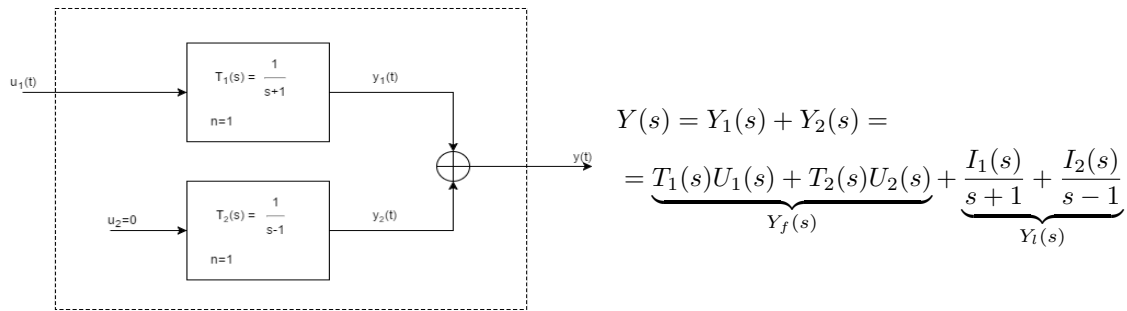 u₁(t)
T₁(s) = 1/(s+1)
n=1
y₁(t)
y(t)
u₂=0
T₂(s) = 1/(s-1)
n=1
y₂(t)
Y(s) = Y₁(s) + Y₂(s) =
= T₁(s)U₁(s) + T₂(s)U₂(s) + I₁(s)/(s + 1) + I₂(s)/(s − 1)
Y_f(s) Y_l(s)